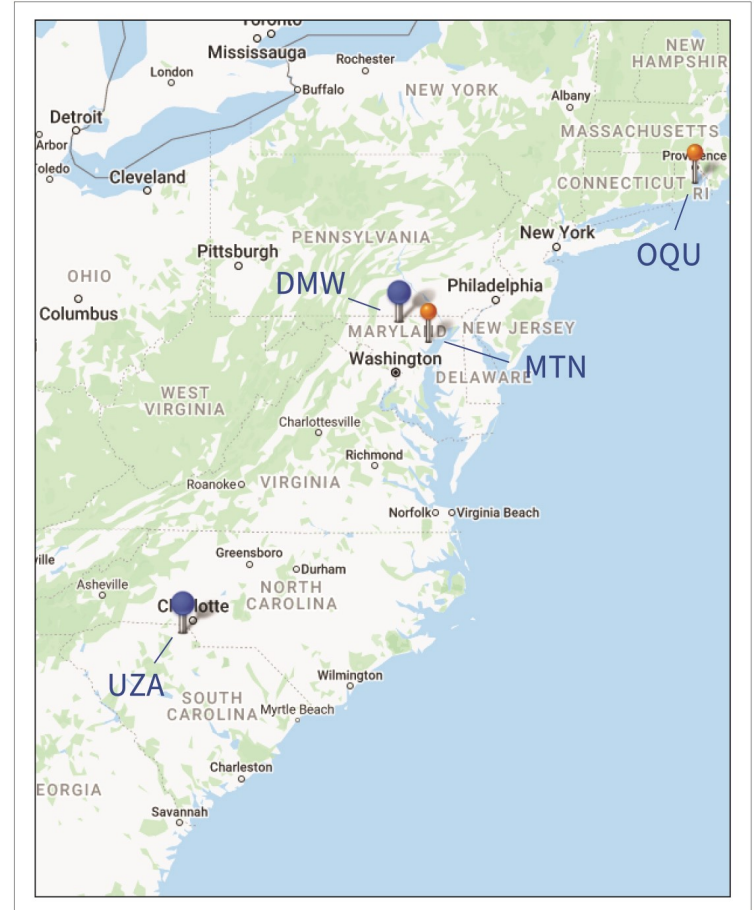 Toronto
Mississauga
Rochester
NEW
HAMPSHIR
London
Buffalo
NEW YORK
Albany
Detroit
MASSACHUSETTS
Arbor
Providence
Toledo
Cleveland
CONNECTICUT
RI
New York
PENNSYLVANIA
Pittsburgh
OQU
OHIO
DMW
Philadelphia
Columbus
MARYLAND
NEW JERSEY
Washington
MTN
DELAWARE
WEST
VIRGINIA
Charlottesville
Richmond
Roanoke
VIRGINIA
Norfolk
Virginia Beach
ville
Greensboro
Durham
Asheville
NORTH
CAROLINA
Charlotte
UZA
Wilmington
SOUTH
CAROLINA
Myrtle Beach
Charleston
EORGIA
Savannah